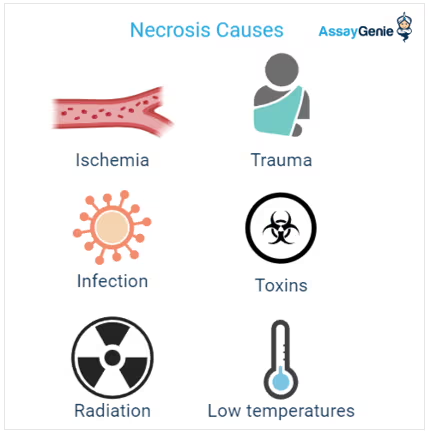 Necrosis Causes
AssayGenie
Ischemia
Trauma
Infection
Toxins
Radiation
Low temperatures